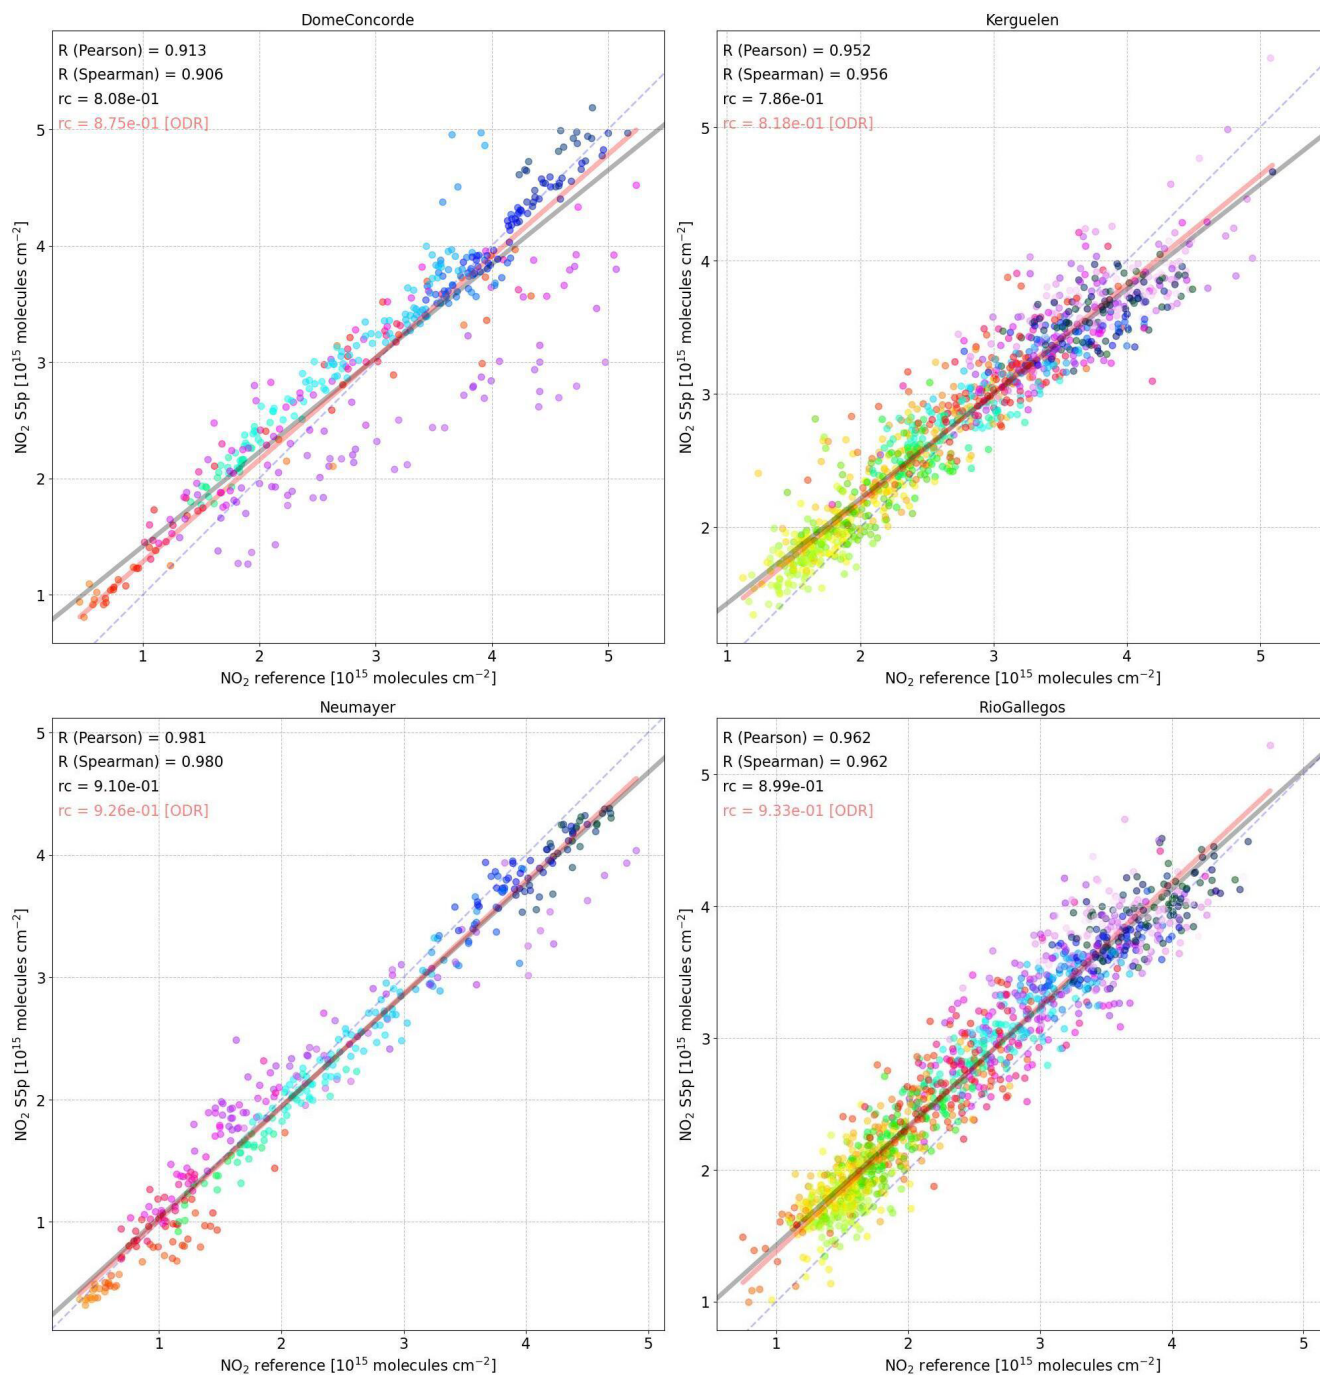 DomeConcorde
R (Pearson) = 0.913
R (Spearman) = 0.906
rc = 8.08e-01
rc = 8.75e-01 [ODR]
5
4
3
2
1
NO₂ S5p [10¹⁵ molecules cm⁻²]
1 2 3 4 5
NO₂ reference [10¹⁵ molecules cm⁻²]
Kerguelen
R (Pearson) = 0.952
R (Spearman) = 0.956
rc = 7.86e-01
rc = 8.18e-01 [ODR]
5
4
3
2
NO₂ S5p [10¹⁵ molecules cm⁻²]
1 2 3 4 5
NO₂ reference [10¹⁵ molecules cm⁻²]
Neumayer
R (Pearson) = 0.981
R (Spearman) = 0.980
rc = 9.10e-01
rc = 9.26e-01 [ODR]
5
4
3
2
1
NO₂ S5p [10¹⁵ molecules cm⁻²]
1 2 3 4 5
NO₂ reference [10¹⁵ molecules cm⁻²]
RioGallegos
R (Pearson) = 0.962
R (Spearman) = 0.962
rc = 8.99e-01
rc = 9.33e-01 [ODR]
5
4
3
2
1
NO₂ S5p [10¹⁵ molecules cm⁻²]
1 2 3 4 5
NO₂ reference [10¹⁵ molecules cm⁻²]